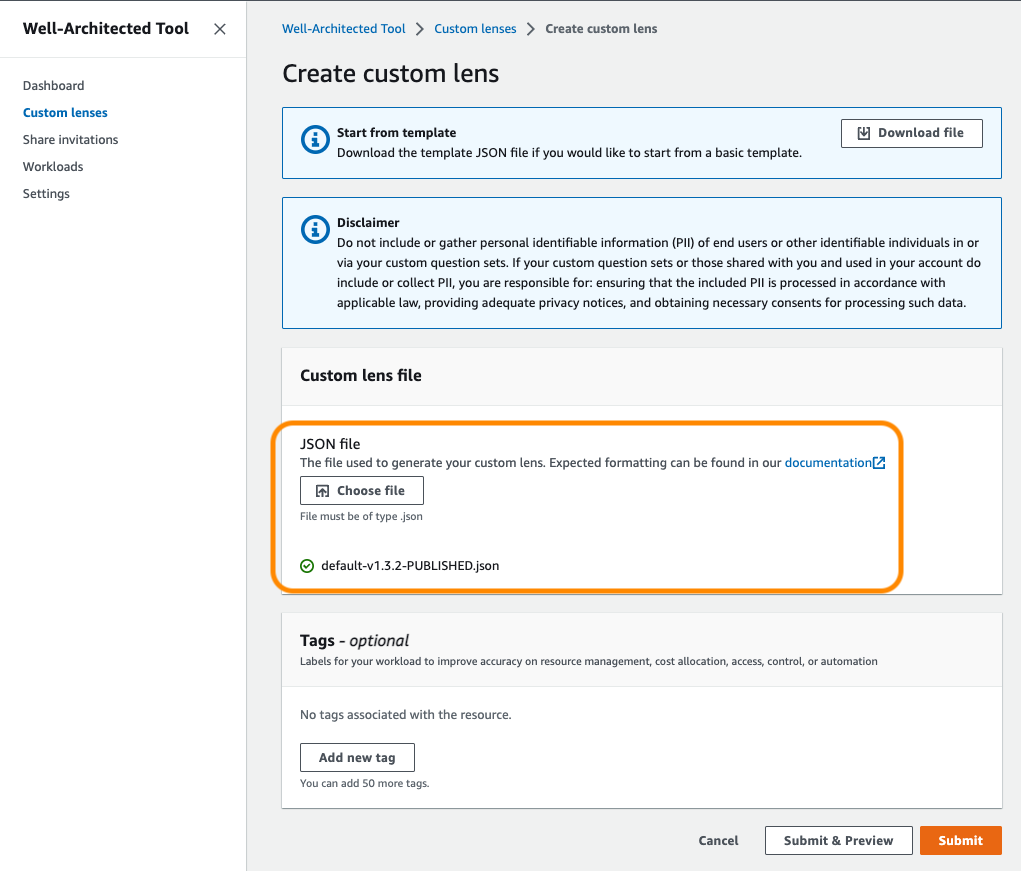 Well-Architected Tool
Dashboard
Custom lenses
Share invitations
Workloads
Settings
Well-Architected Tool > Custom lenses > Create custom lens
Create custom lens
Start from template
Download the template JSON file if you would like to start from a basic template.
Download file
Disclaimer
Do not include or gather personal identifiable information (PII) of end users or other identifiable individuals in or
via your custom question sets. If your custom question sets or those shared with you and used in your account do
include or collect PII, you are responsible for: ensuring that the included PII is processed in accordance with
applicable law, providing adequate privacy notices, and obtaining necessary consents for processing such data.
Custom lens file
JSON file
The file used to generate your custom lens. Expected formatting can be found in our documentation
Choose file
File must be of type .json
default-v1.3.2-PUBLISHED.json
Tags - optional
Labels for your workload to improve accuracy on resource management, cost allocation, access, control, or automation
No tags associated with the resource.
Add new tag
You can add 50 more tags.
Cancel
Submit & Preview
Submit